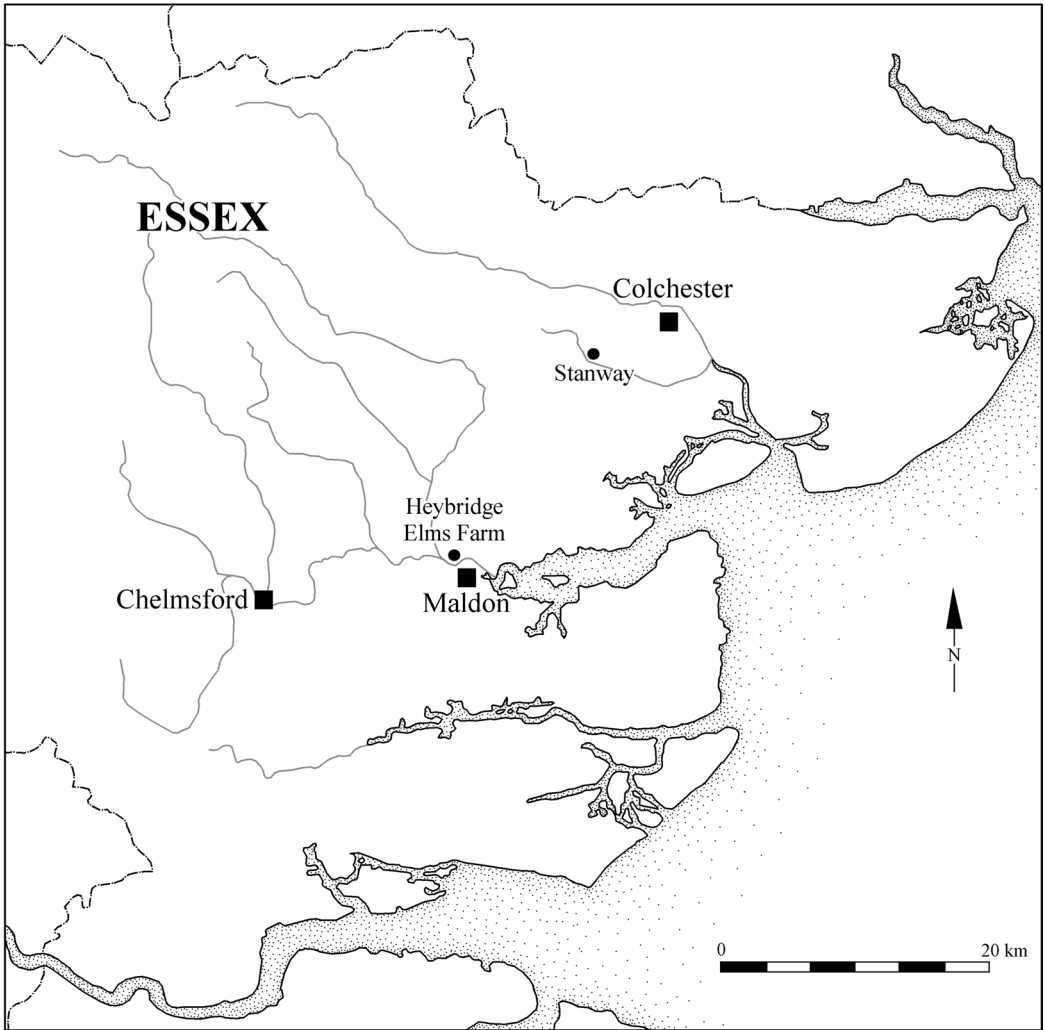 ESSEX
Colchester
Stanway
Heybridge
Elms Farm
Chelmsford
Maldon
N
0
20 km